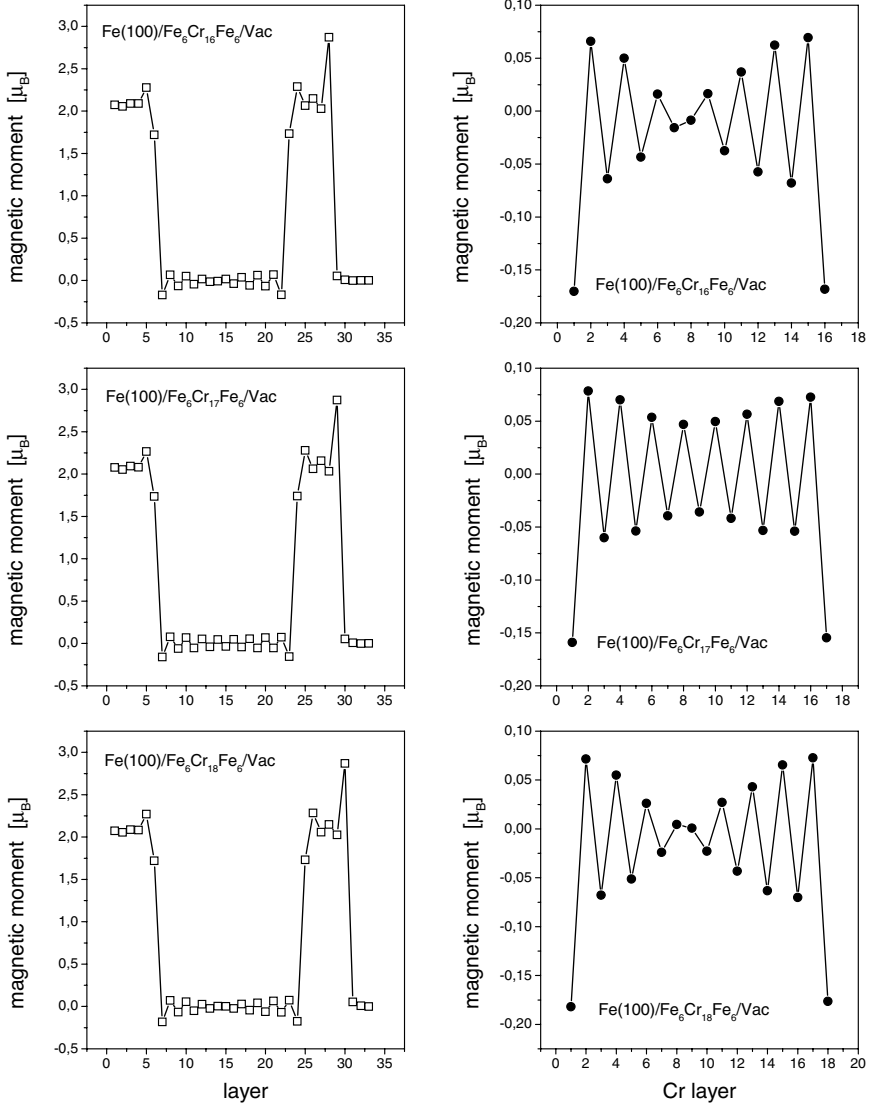 Fe(100)/Fe₆Cr₁₆Fe₆/Vac
magnetic moment [μ_B]
3,0
2,5
2,0
1,5
1,0
0,5
0,0
-0,5
0 5 10 15 20 25 30 35
magnetic moment [μ_B]
0,10
0,05
0,00
-0,05
-0,10
-0,15
-0,20
Fe(100)/Fe₆Cr₁₆Fe₆/Vac
0 2 4 6 8 10 12 14 16 18
Fe(100)/Fe₆Cr₁₇Fe₆/Vac
magnetic moment [μ_B]
3,0
2,5
2,0
1,5
1,0
0,5
0,0
-0,5
0 5 10 15 20 25 30 35
magnetic moment [μ_B]
0,10
0,05
0,00
-0,05
-0,10
-0,15
-0,20
Fe(100)/Fe₆Cr₁₇Fe₆/Vac
0 2 4 6 8 10 12 14 16 18
Fe(100)/Fe₆Cr₁₈Fe₆/Vac
magnetic moment [μ_B]
3,0
2,5
2,0
1,5
1,0
0,5
0,0
-0,5
0 5 10 15 20 25 30 35
layer
magnetic moment [μ_B]
0,10
0,05
0,00
-0,05
-0,10
-0,15
-0,20
Fe(100)/Fe₆Cr₁₈Fe₆/Vac
0 2 4 6 8 10 12 14 16 18 20
Cr layer